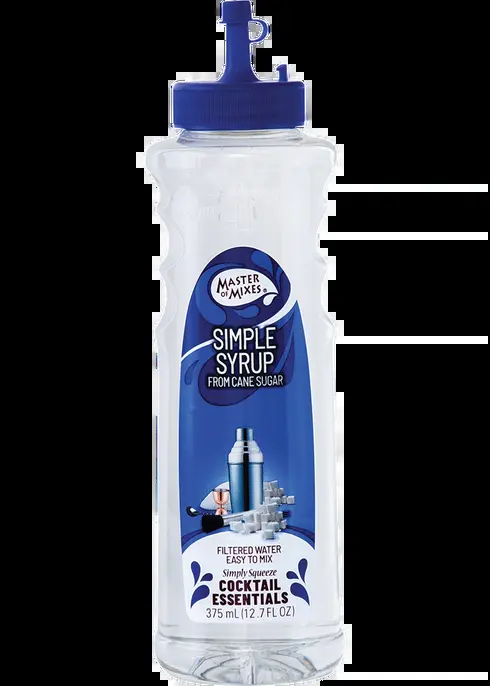 MASTER
OF MIXES®
SIMPLE
SYRUP
FROM CANE SUGAR
FILTERED WATER
EASY TO MIX
Simply Squeeze
COCKTAIL
ESSENTIALS
375 mL (12.7 FL OZ)